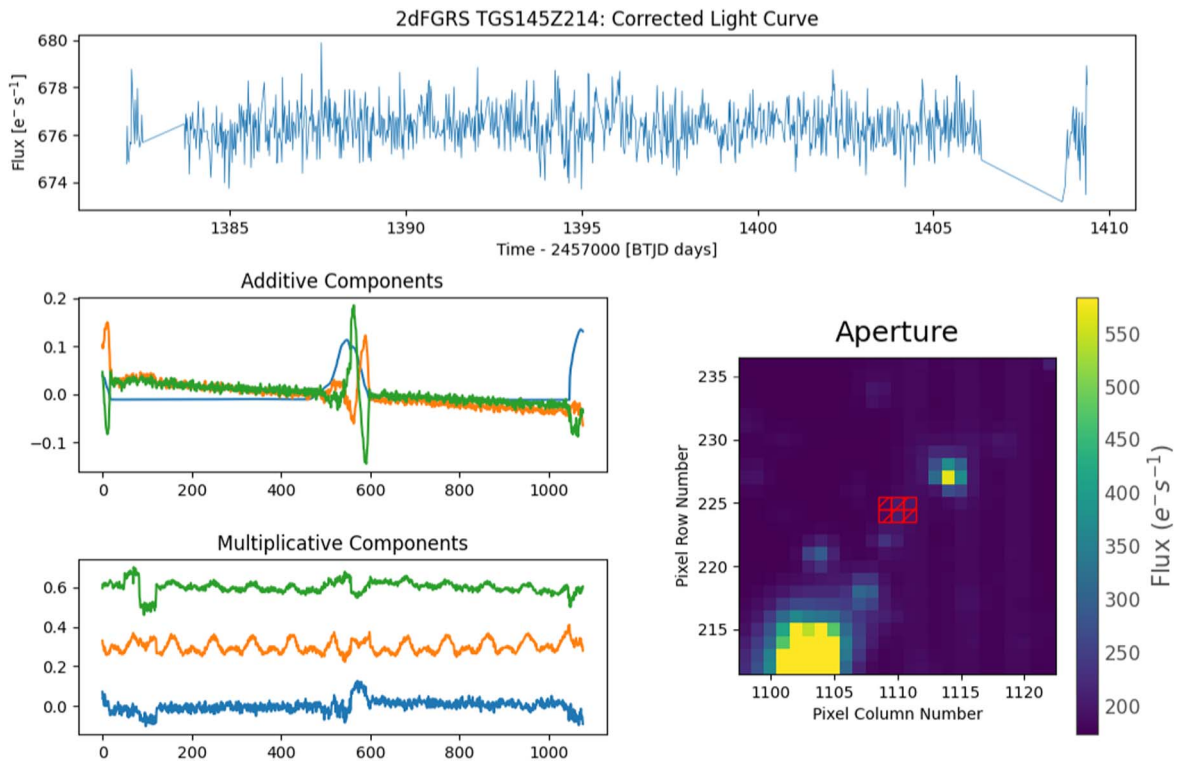 2dFGRS TGS145Z214: Corrected Light Curve
Flux [e⁻ s⁻¹]
680
678
676
674
1385 1390 1395 1400 1405 1410
Time - 2457000 [BTJD days]
Additive Components
0.2
0.1
0.0
−0.1
0 200 400 600 800 1000
Multiplicative Components
0.6
0.4
0.2
0.0
0 200 400 600 800 1000
Aperture
Pixel Row Number
235
230
225
220
215
1100 1105 1110 1115 1120
Pixel Column Number
550
500
450
400
350
300
250
200
Flux (e⁻s⁻¹)